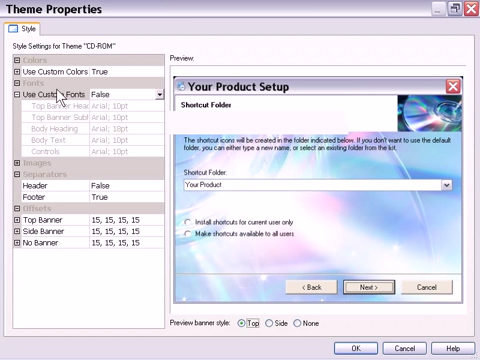 Theme Properties
Style
Style Settings for Theme "CD-ROM"
Preview:
Colors
Use Custom Colors True
Fonts
Use Custom Fonts False
Top Banner Hea Arial; 10pt
Top Banner Subt Arial; 10pt
Body Heading Arial; 18pt
Body Text Arial; 10pt
Controls Arial; 10pt
Images
Separators
Header False
Footer True
Offsets
Top Banner 15, 15, 15, 15
Side Banner 15, 15, 15, 15
No Banner 15, 15, 15, 15
Your Product Setup
Shortcut Folder
The shortcut icons will be created in the folder indicated below. If you don't want to use the default
folder, you can either type a new name, or select an existing folder from the list.
Shortcut Folder:
Your Product
Install shortcuts for current user only
Make shortcuts available to all users
< Back Next > Cancel
Preview banner style: Top Side None
OK Cancel Help